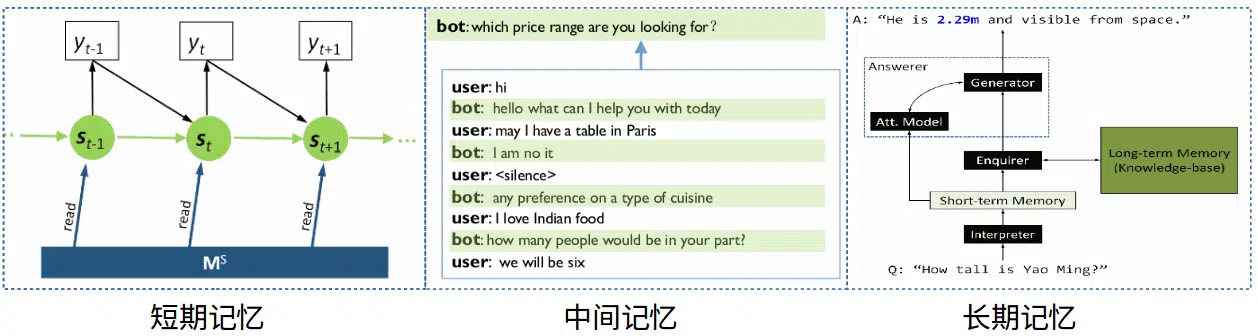 y_{t-1} y_t y_{t+1}
s_{t-1} s_t s_{t+1} ...
read read read
M^S
短期记忆
bot: which price range are you looking for?
user: hi
bot: hello what can I help you with today
user: may I have a table in Paris
bot: I am no it
user: <silence>
bot: any preference on a type of cuisine
user: I love Indian food
bot: how many people would be in your part?
user: we will be six
中间记忆
A: “He is 2.29m and visible from space.”
Answerer
Generator
Att. Model
Enquirer
Long-term Memory
(Knowledge-base)
Short-term Memory
Interpreter
Q: “How tall is Yao Ming?”
长期记忆